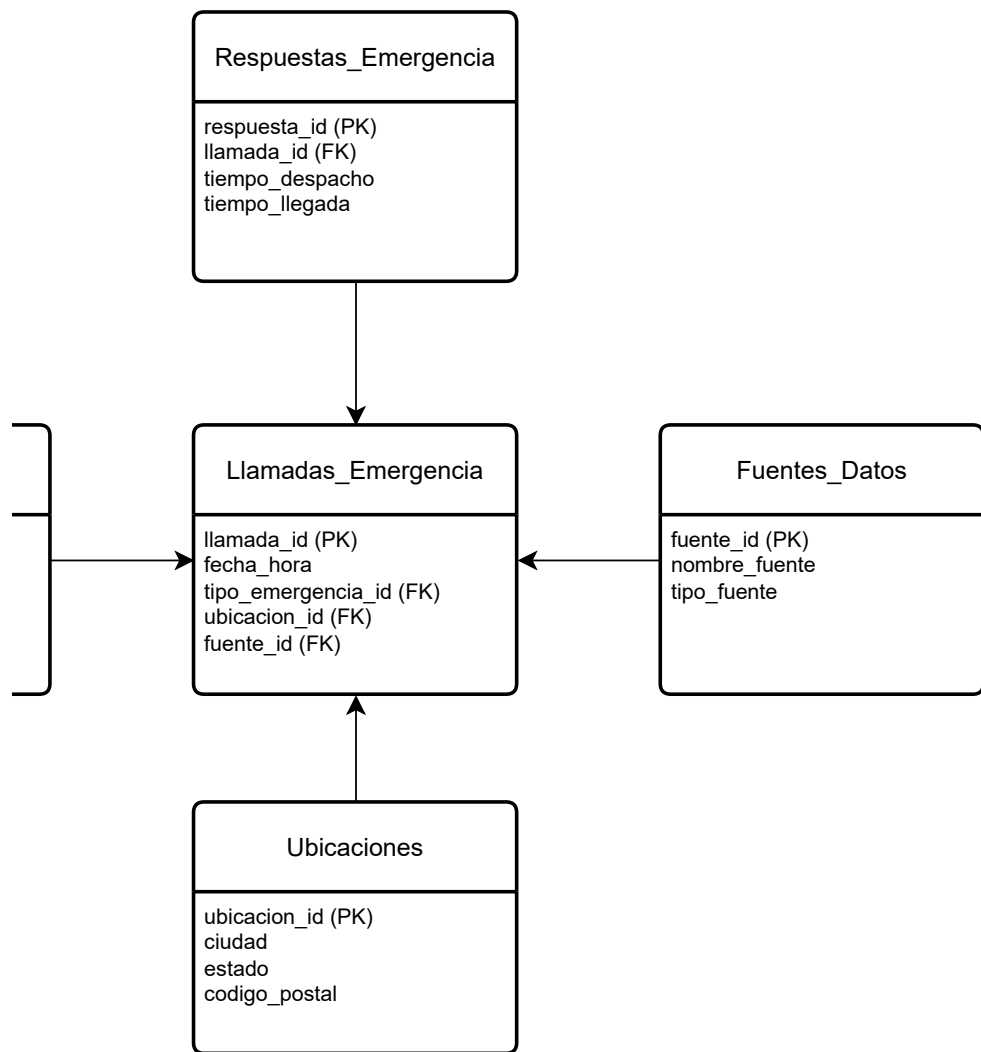 Respuestas_Emergencia
respuesta_id (PK)
llamada_id (FK)
tiempo_despacho
tiempo_llegada
Llamadas_Emergencia
llamada_id (PK)
fecha_hora
tipo_emergencia_id (FK)
ubicacion_id (FK)
fuente_id (FK)
Fuentes_Datos
fuente_id (PK)
nombre_fuente
tipo_fuente
Ubicaciones
ubicacion_id (PK)
ciudad
estado
codigo_postal